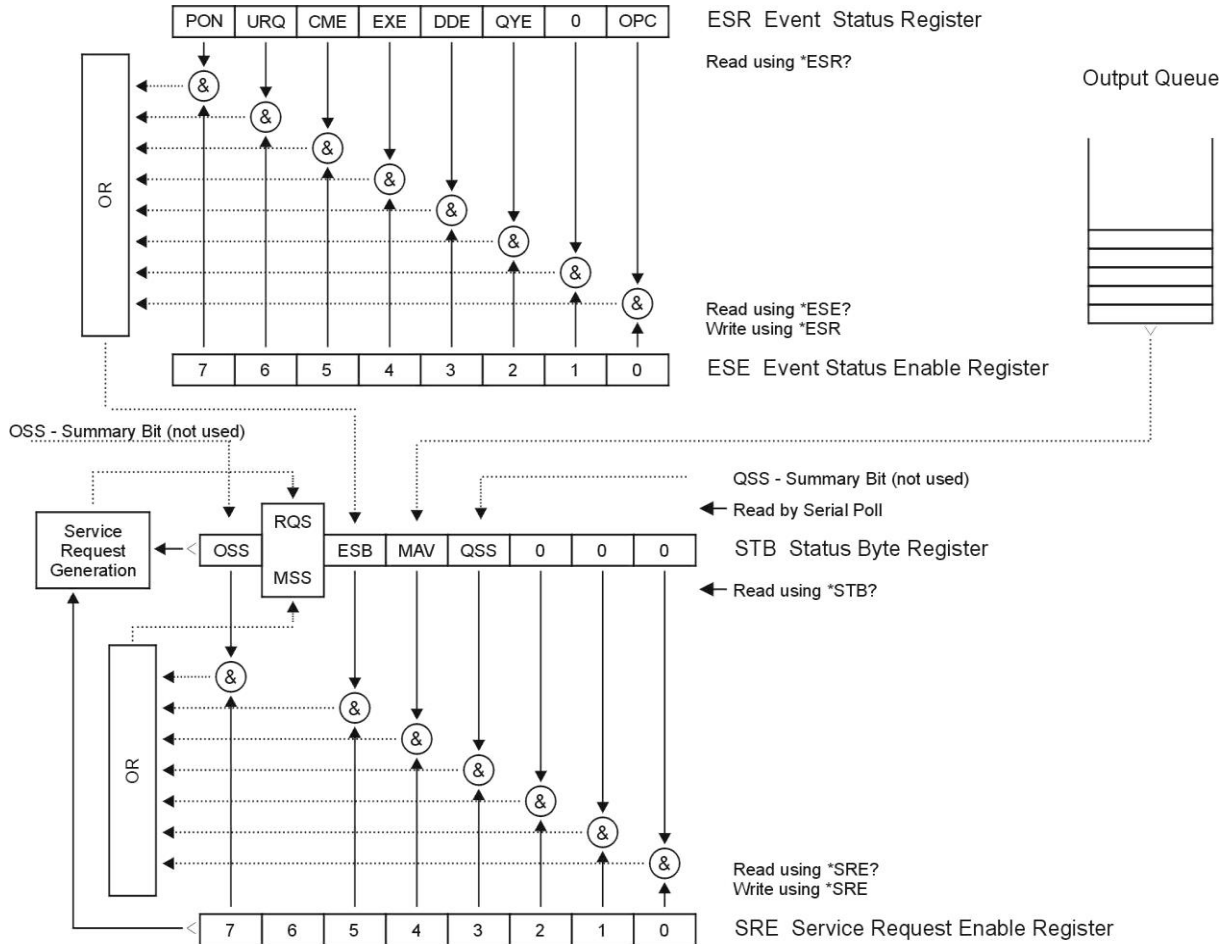 PON URQ CME EXE DDE QYE 0 OPC
ESR Event Status Register
Read using *ESR?
Output Queue
&
&
&
&
&
&
&
&
OR
Read using *ESE?
Write using *ESR
7 6 5 4 3 2 1 0
ESE Event Status Enable Register
OSS - Summary Bit (not used)
QSS - Summary Bit (not used)
Read by Serial Poll
Service
Request
Generation
RQS
OSS ESB MAV QSS 0 0 0
STB Status Byte Register
MSS
Read using *STB?
&
&
&
&
&
&
&
OR
Read using *SRE?
Write using *SRE
7 6 5 4 3 2 1 0
SRE Service Request Enable Register